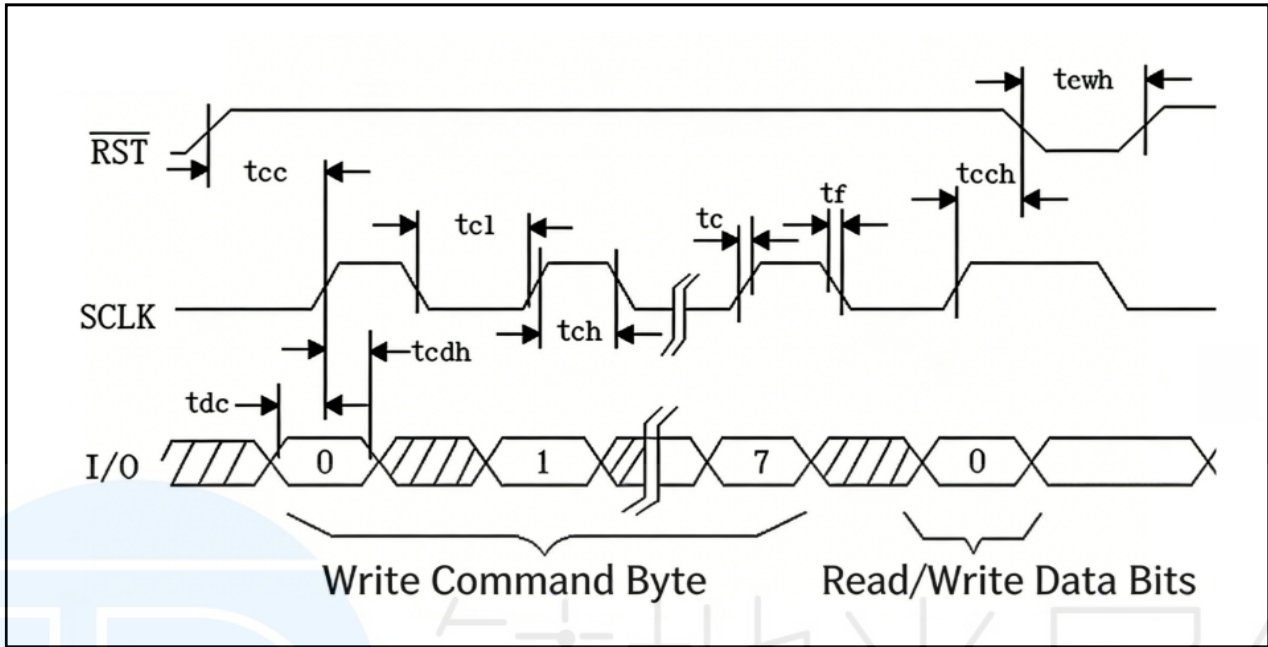 tcwh
RST
tcc
tcch
tf
tcl
tc
SCLK
tch
tcdh
tdc
I/O
0
1
7
0
Write Command Byte
Read/Write Data Bits